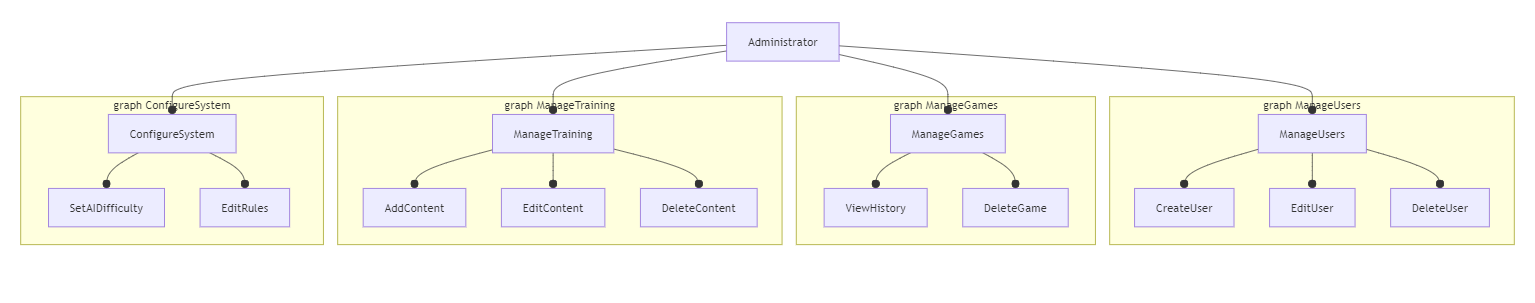 Administrator
graph ConfigureSystem
graph ManageTraining
graph ManageGames
graph ManageUsers
ConfigureSystem
ManageTraining
ManageGames
ManageUsers
SetAIDifficulty
EditRules
AddContent
EditContent
DeleteContent
ViewHistory
DeleteGame
CreateUser
EditUser
DeleteUser